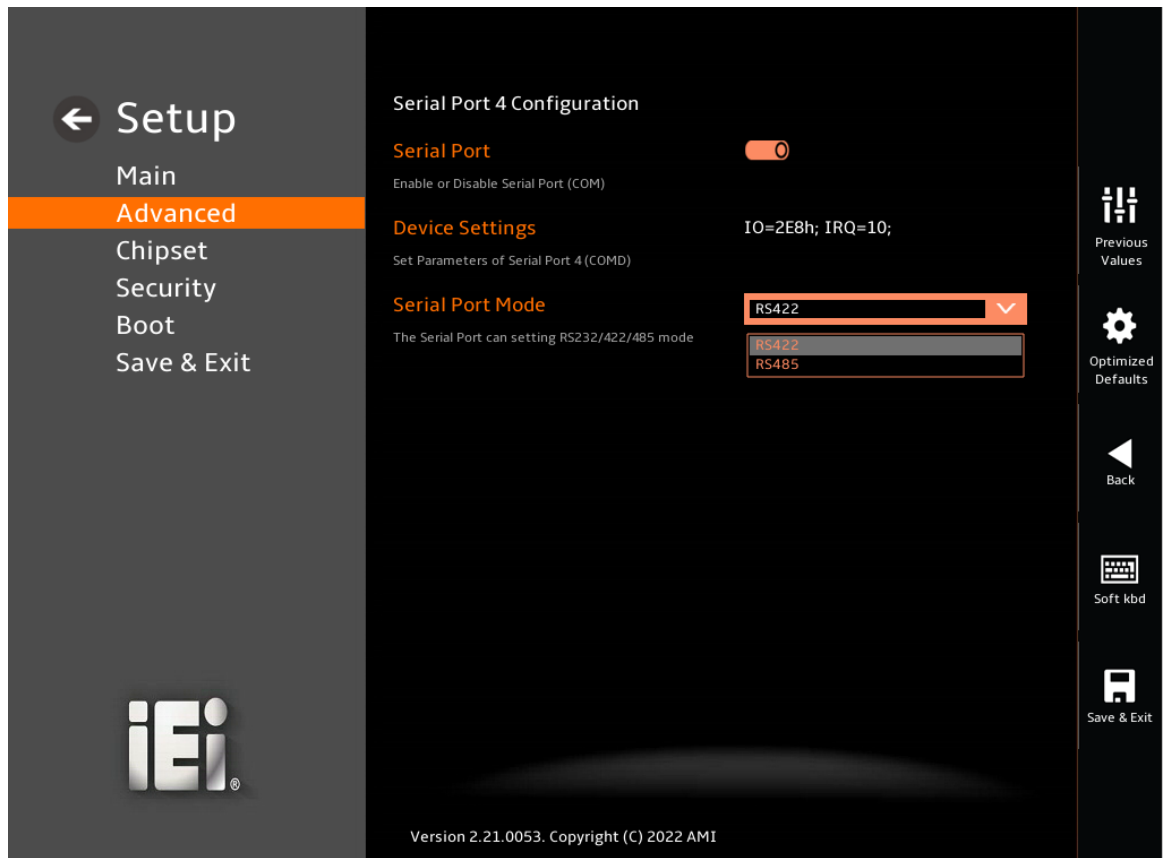 Setup
Main
Advanced
Chipset
Security
Boot
Save & Exit
iEi®
Serial Port 4 Configuration
Serial Port
Enable or Disable Serial Port (COM)
Device Settings
IO=2E8h; IRQ=10;
Set Parameters of Serial Port 4 (COMD)
Serial Port Mode
RS422
The Serial Port can setting RS232/422/485 mode
RS422
RS485
Version 2.21.0053. Copyright (C) 2022 AMI
Previous
Values
Optimized
Defaults
Back
Soft kbd
Save & Exit